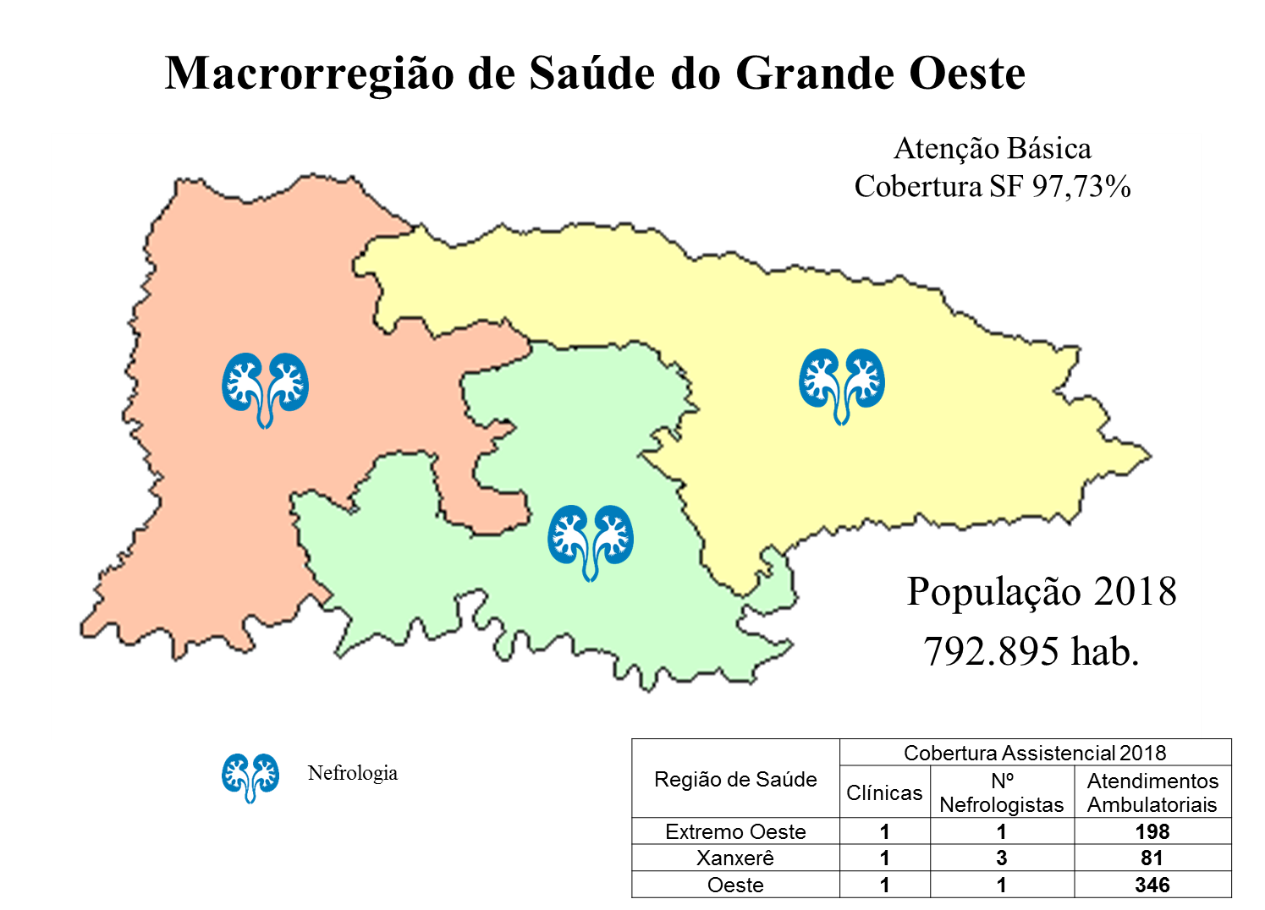 Macrorregião de Saúde do Grande Oeste
Atenção Básica
Cobertura SF 97,73%
População 2018
792.895 hab.
Nefrologia
Região de Saúde
Cobertura Assistencial 2018
Clínicas
Nº
Nefrologistas
Atendimentos
Ambulatoriais
Extremo Oeste 1 1 198
Xanxerê 1 3 81
Oeste 1 1 346